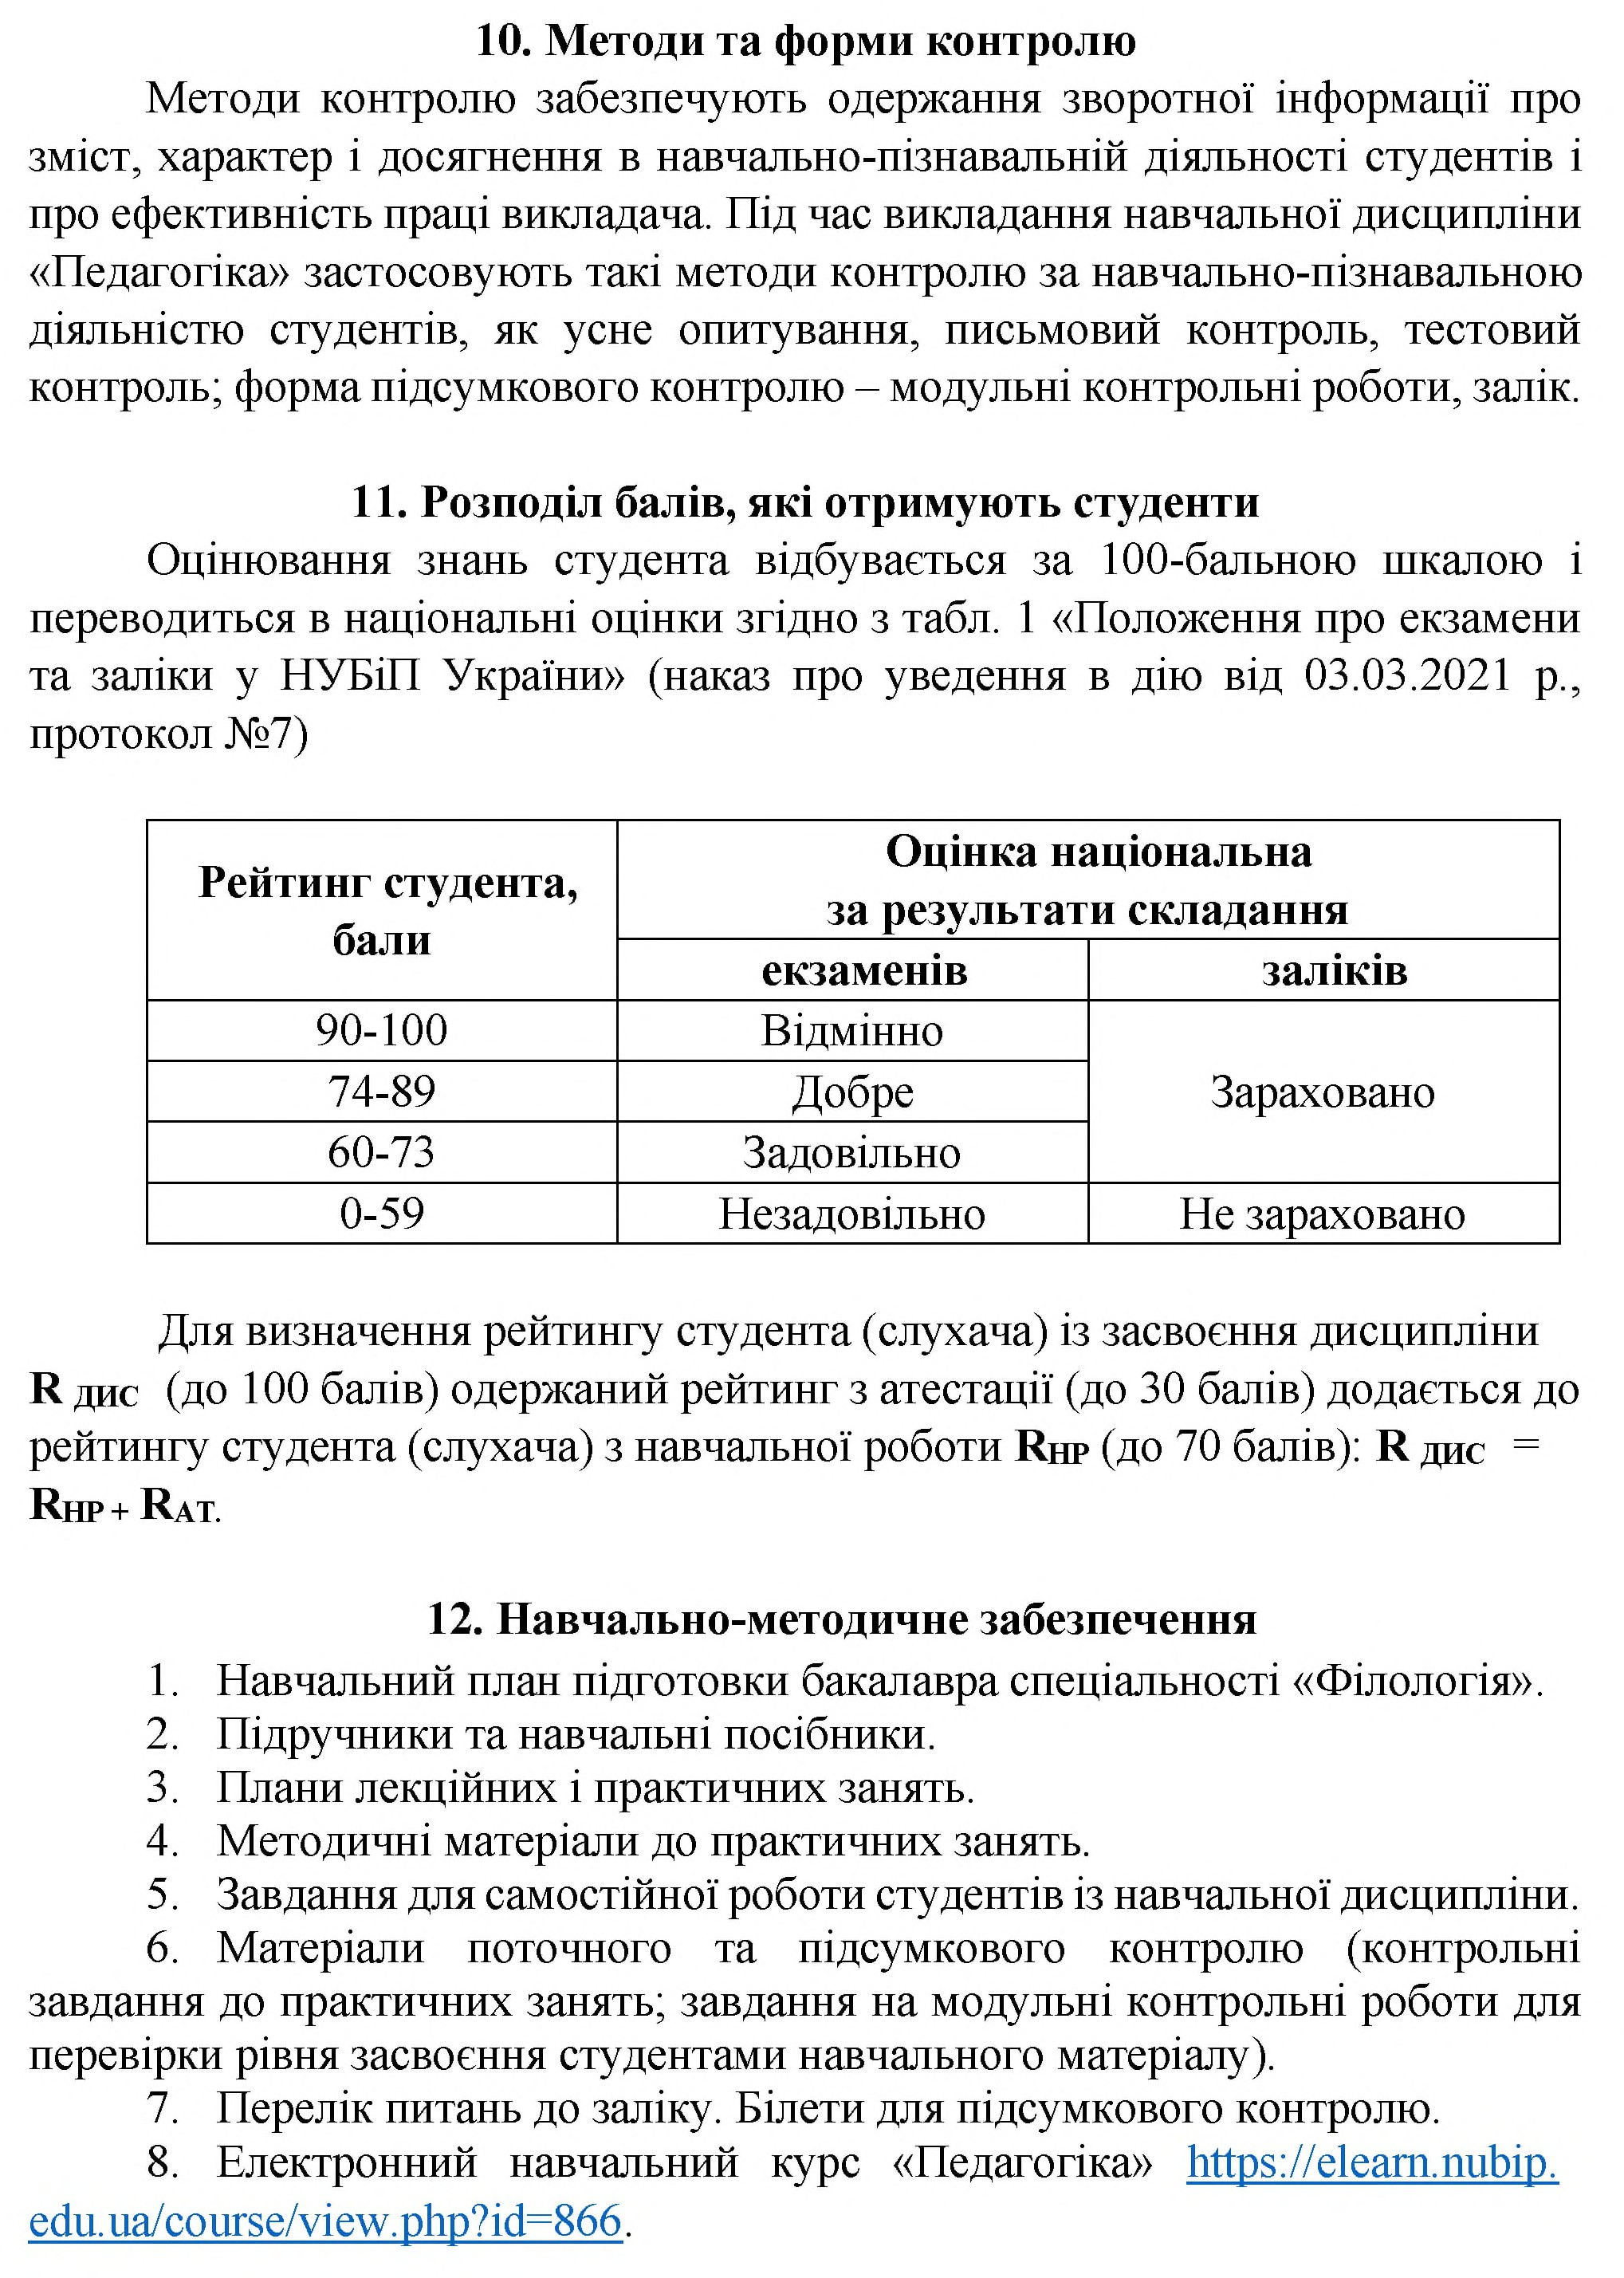 10. Методи та форми контролю
Методи контролю забезпечують одержання зворотної інформації про
зміст, характер і досягнення в навчально-пізнавальній діяльності студентів і
про ефективність праці викладача. Під час викладання навчальної дисципліни
«Педагогіка» застосовують такі методи контролю за навчально-пізнавальною
діяльністю студентів, як усне опитування, письмовий контроль, тестовий
контроль; форма підсумкового контролю – модульні контрольні роботи, залік.
11. Розподіл балів, які отримують студенти
Оцінювання знань студента відбувається за 100-бальною шкалою і
переводиться в національні оцінки згідно з табл. 1 «Положення про екзамени
та заліки у НУБіП України» (наказ про уведення в дію від 03.03.2021 р.,
протокол №7)
Рейтинг студента,
бали
Оцінка національна
за результати складання
екзаменів заліків
90-100 Відмінно
74-89 Добре Зараховано
60-73 Задовільно
0-59 Незадовільно Не зараховано
Для визначення рейтингу студента (слухача) із засвоєння дисципліни
R ДИС (до 100 балів) одержаний рейтинг з атестації (до 30 балів) додається до
рейтингу студента (слухача) з навчальної роботи RНР (до 70 балів): R ДИС =
RНР + RАТ.
12. Навчально-методичне забезпечення
1. Навчальний план підготовки бакалавра спеціальності «Філологія».
2. Підручники та навчальні посібники.
3. Плани лекційних і практичних занять.
4. Методичні матеріали до практичних занять.
5. Завдання для самостійної роботи студентів із навчальної дисципліни.
6. Матеріали поточного та підсумкового контролю (контрольні
завдання до практичних занять; завдання на модульні контрольні роботи для
перевірки рівня засвоєння студентами навчального матеріалу).
7. Перелік питань до заліку. Білети для підсумкового контролю.
8. Електронний навчальний курс «Педагогіка» https://elearn.nubip.
edu.ua/course/view.php?id=866.